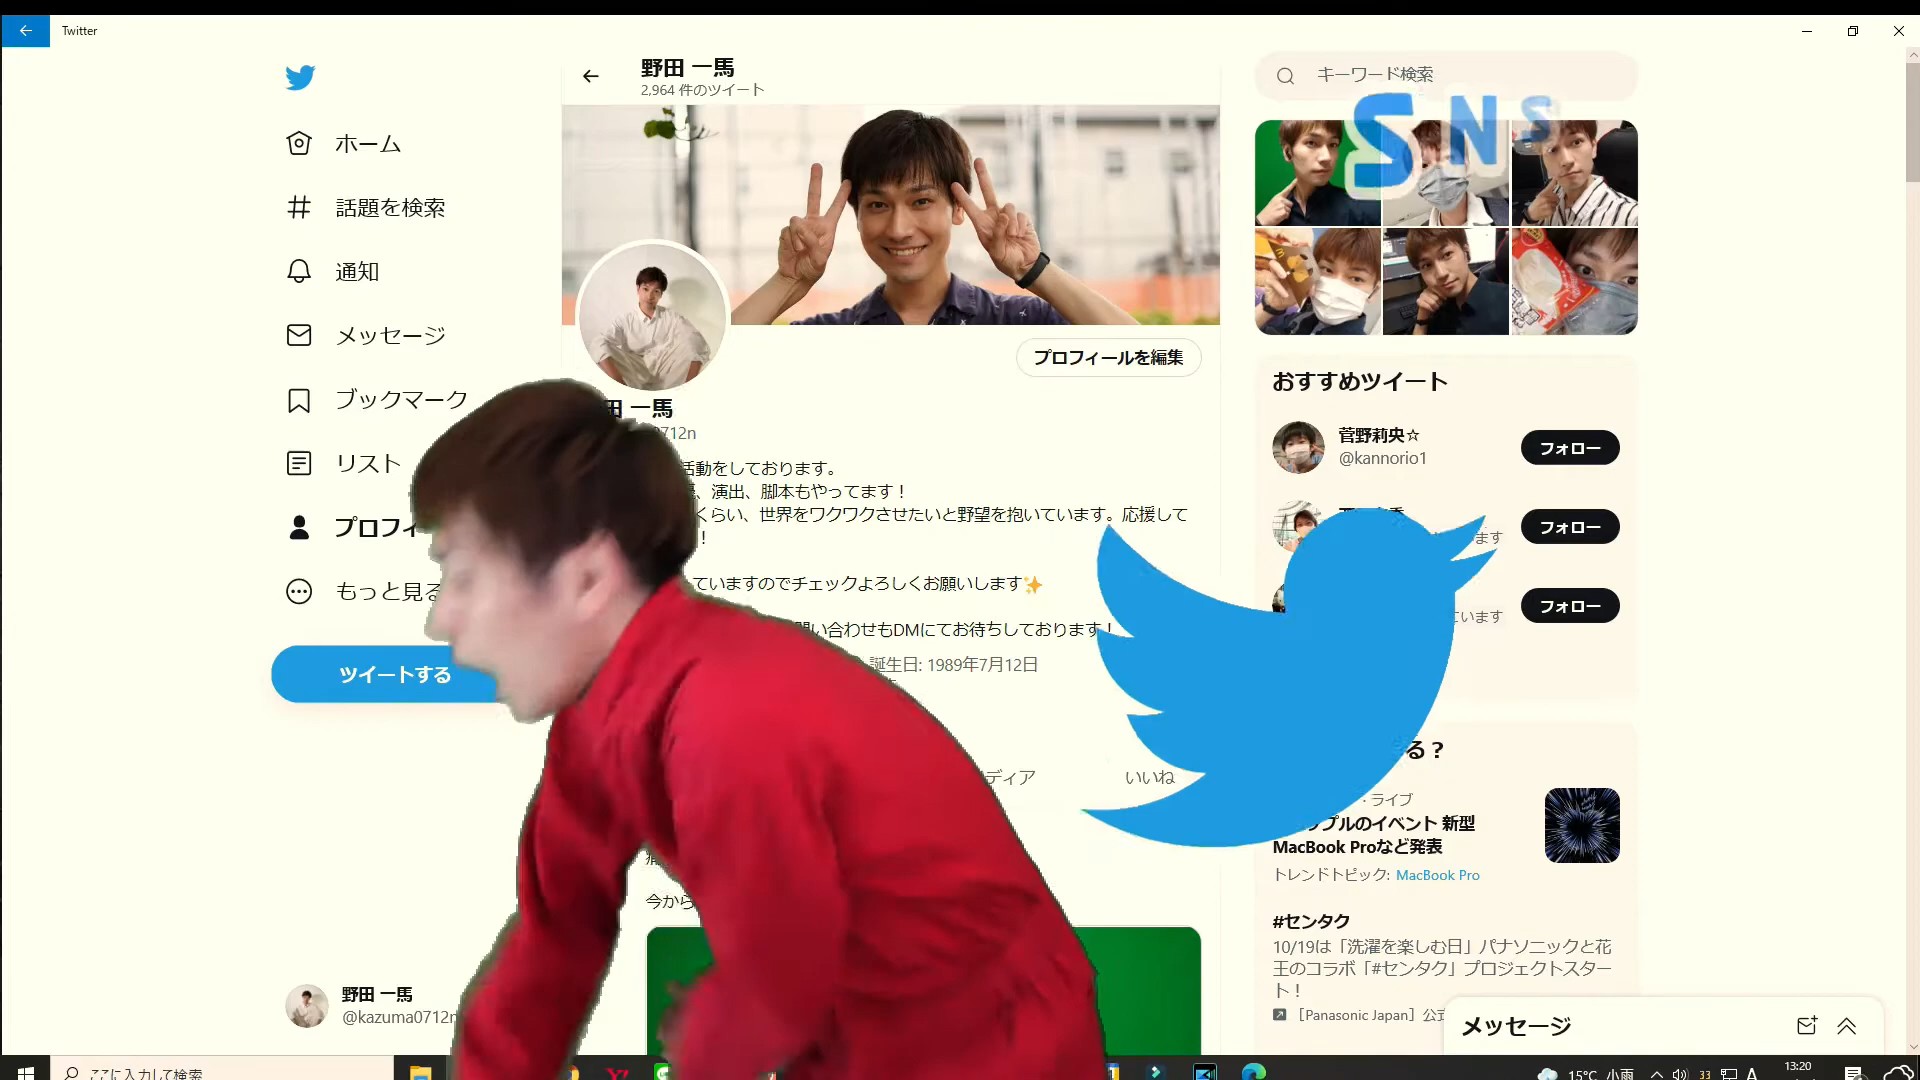 Twitter
ホーム
話題を検索
通知
メッセージ
ブックマーク
リスト
プロフィ
もっと見る
ツイートする
野田 一馬
@kazuma0712n
野田 一馬
2,964 件のツイート
プロフィールを編集
田 一馬
0712n
活動をしております。
、演出、脚本もやってます！
くらい、世界をワクワクさせたいと野望を抱いています。応援して
！
ていますのでチェックよろしくお願いします✨
問い合わせもDMにてお待ちしております！
誕生日: 1989年7月12日
ディア
いいね
今から
キーワード検索
SNS
おすすめツイート
菅野莉央☆
@kannorio1
フォロー
ます
フォロー
ています
フォロー
る？
・ライブ
プルのイベント 新型
MacBook Proなど発表
トレンドトピック: MacBook Pro
#センタク
10/19は「洗濯を楽しむ日」パナソニックと花
王のコラボ「#センタク」プロジェクトスター
ト！
［Panasonic Japan］公式
メッセージ
ここに入力して検索
15°C 小雨
33
A
13:20